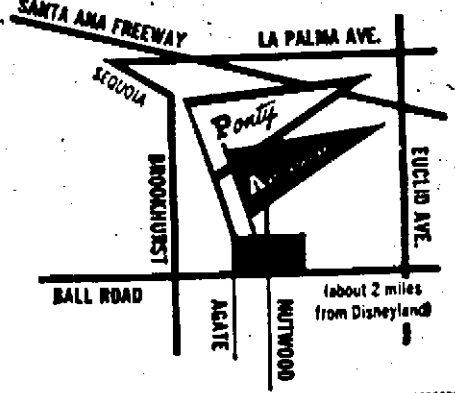 SANTA ANA FREEWAY
LA PALMA AVE.
SEQUOIA
Ponty
BROOKHURST
EUCLID AVE.
BALL ROAD
AGATE
NUTWOOD
(about 2 miles
from Disneyland)